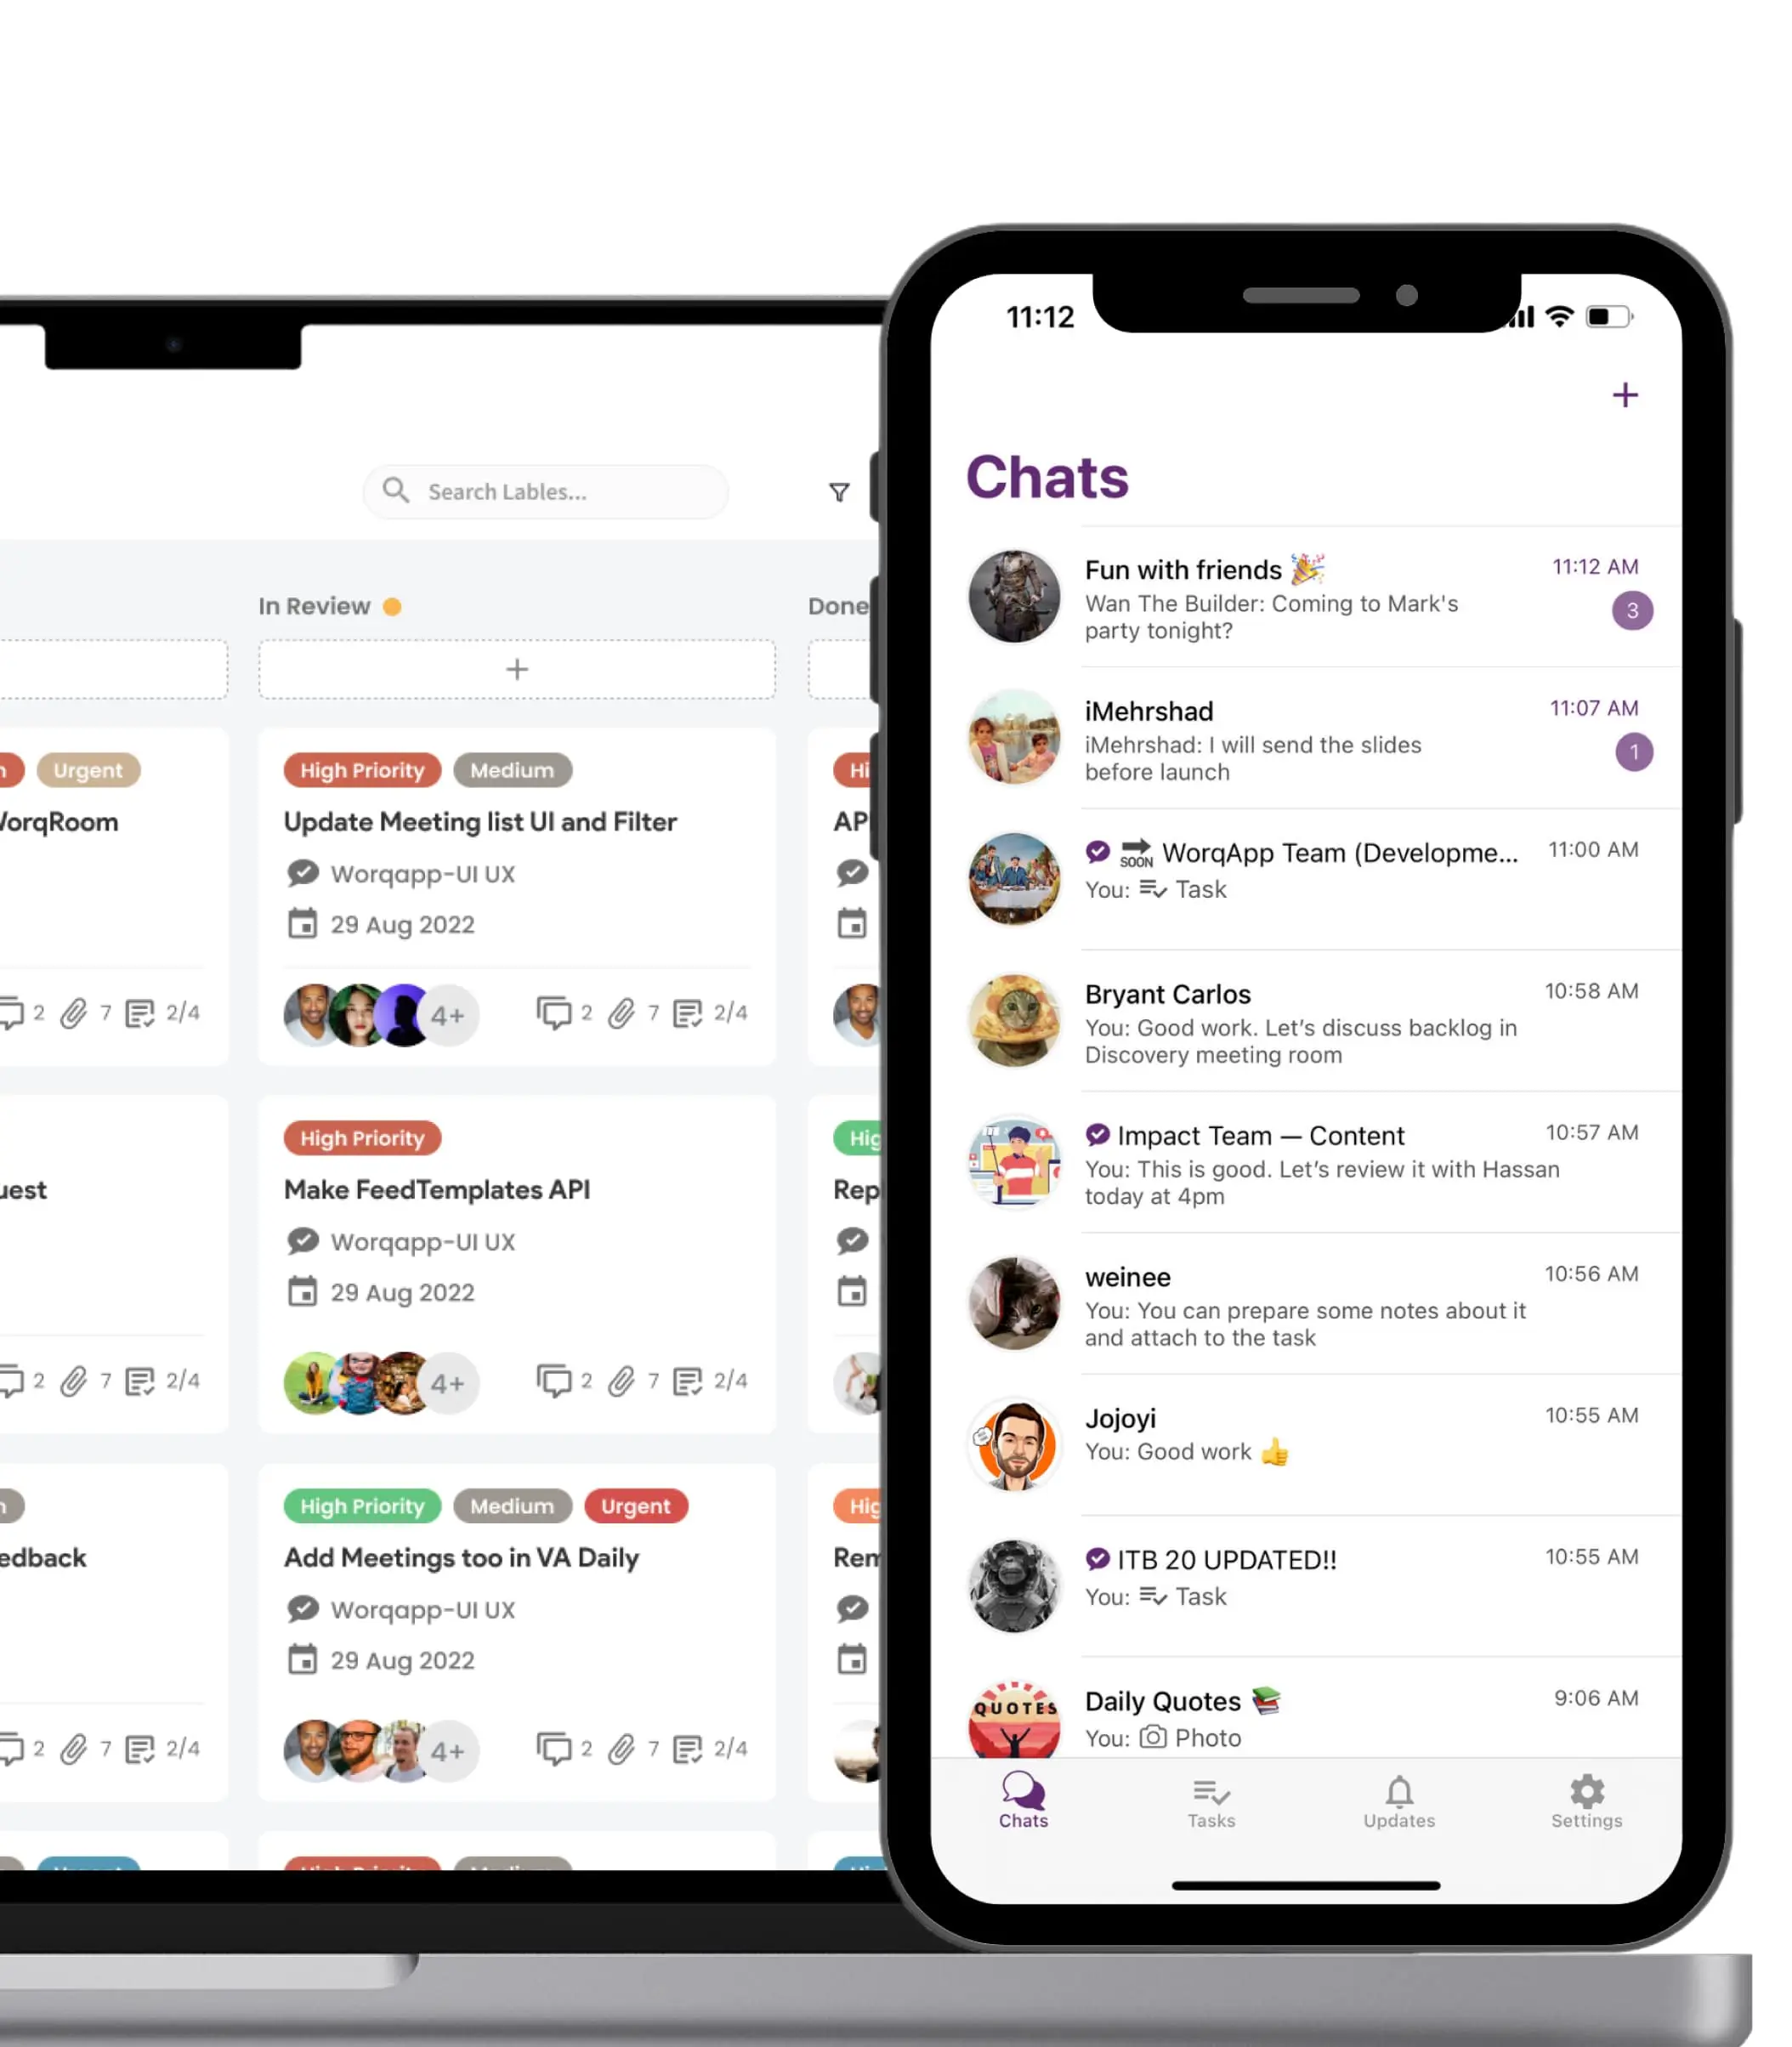 Search Lables...
In Review
Done
Urgent
High Priority
Medium
Update Meeting list UI and Filter
Worqapp-UI UX
29 Aug 2022
2 7 2/4
4+
2 7 2/4
High Priority
Make FeedTemplates API
Worqapp-UI UX
29 Aug 2022
2 7 2/4
4+
2 7 2/4
High Priority
Medium
Urgent
Add Meetings too in VA Daily
Worqapp-UI UX
29 Aug 2022
2 7 2/4
4+
2 7 2/4
11:12
+
Chats
Fun with friends 🎉
11:12 AM
Wan The Builder: Coming to Mark's
party tonight?
3
iMehrshad
11:07 AM
iMehrshad: I will send the slides
before launch
1
SOON WorqApp Team (Developme...
11:00 AM
You: Task
Bryant Carlos
10:58 AM
You: Good work. Let’s discuss backlog in
Discovery meeting room
Impact Team — Content
10:57 AM
You: This is good. Let’s review it with Hassan
today at 4pm
weinee
10:56 AM
You: You can prepare some notes about it
and attach to the task
Jojoyi
10:55 AM
You: Good work 👍
ITB 20 UPDATED!!
10:55 AM
You: Task
QUOTES
Daily Quotes 📚
9:06 AM
You: Photo
Chats
Tasks
Updates
Settings